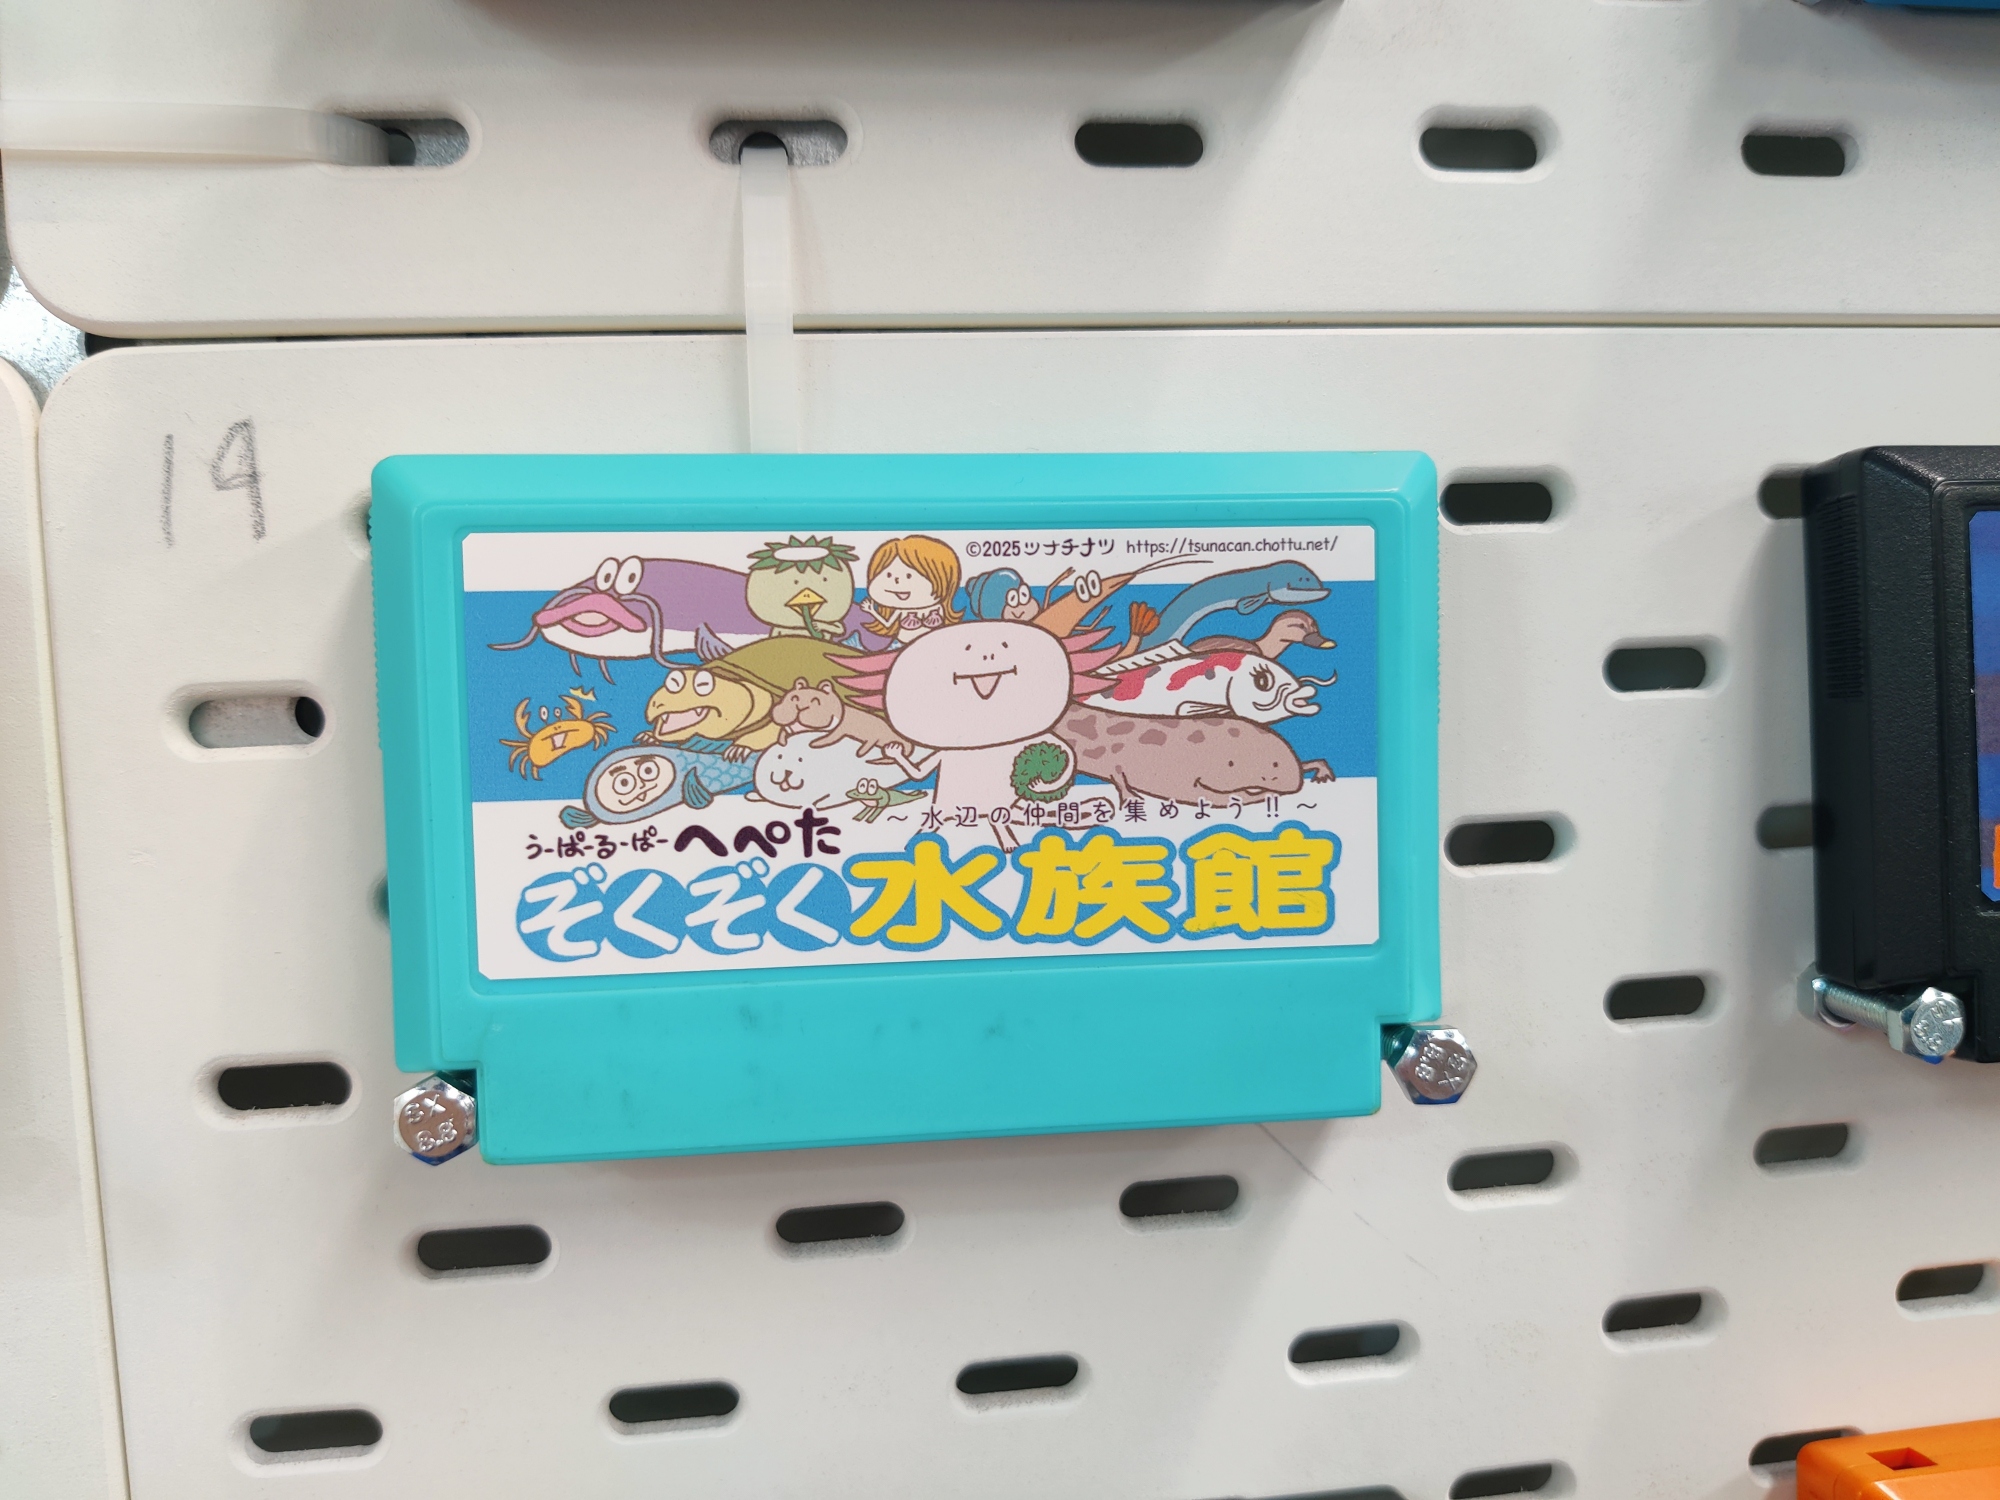 ©2025ツナチナツ https://tsunacan.chottu.net/
～水辺の仲間を集めよう!!～
うーぱーるーぱーへぺた
ぞくぞく水族館
8.8